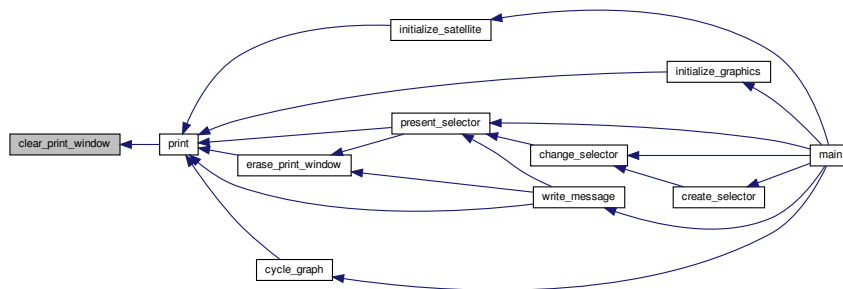 clear_print_window
print
initialize_satellite
initialize_graphics
present_selector
erase_print_window
change_selector
write_message
create_selector
cycle_graph
main